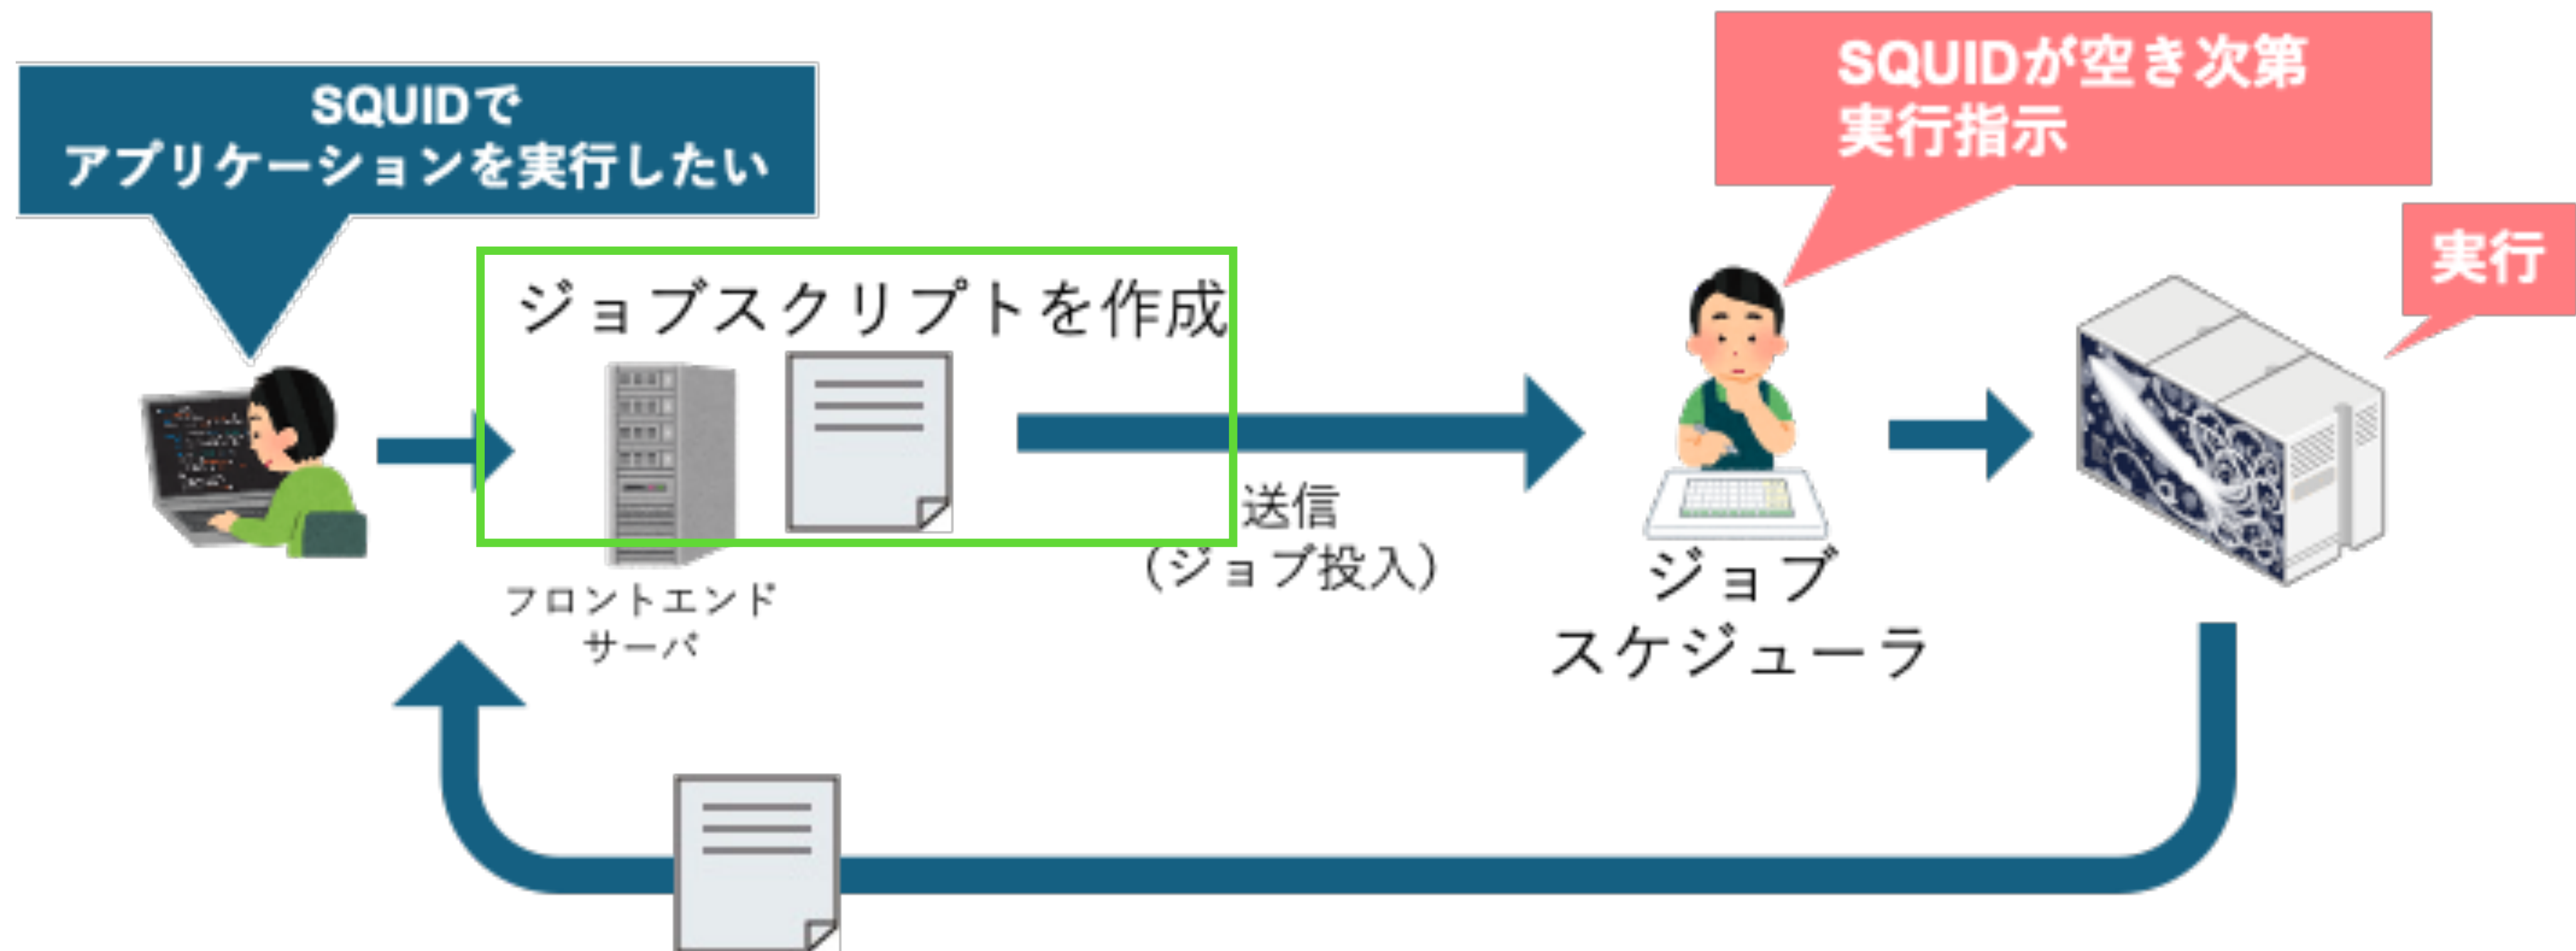 SQUIDで
アプリケーションを実行したい
SQUIDが空き次第
実行指示
実行
ジョブスクリプトを作成
フロントエンド
サーバ
送信
(ジョブ投入)
ジョブ
スケジューラ